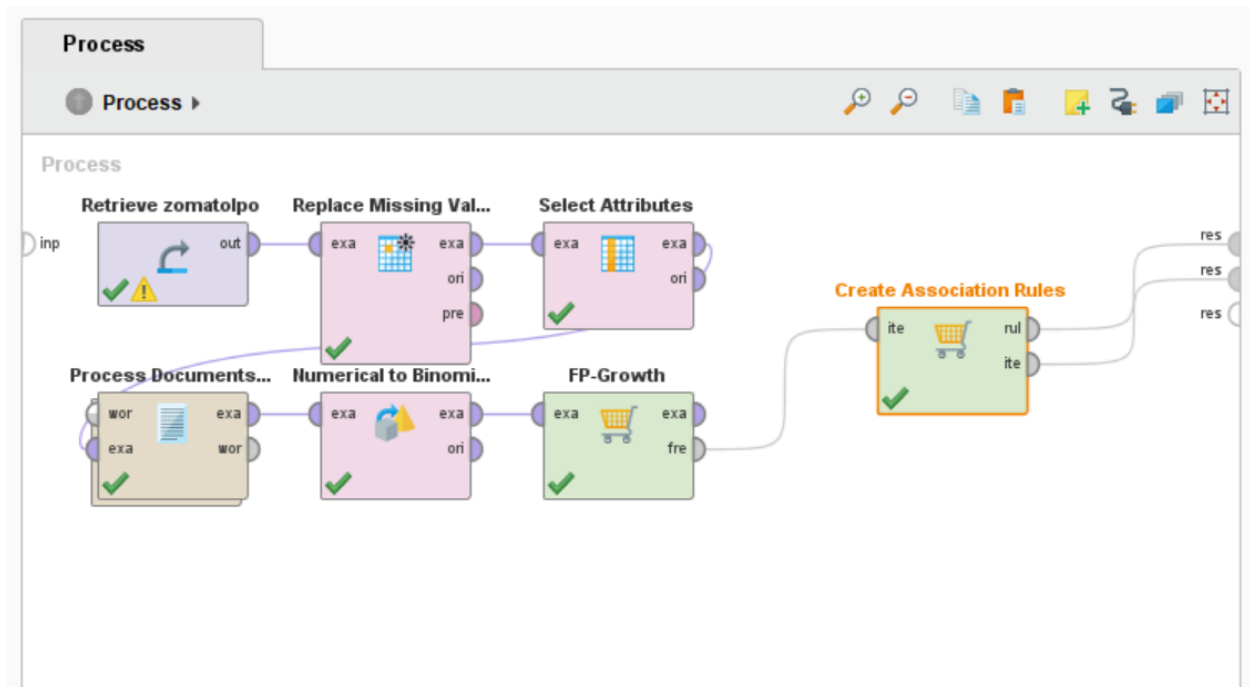 Process
Process
Process
Retrieve zomatoIpo
Replace Missing Val...
Select Attributes
inp
out
exa
exa
ori
pre
exa
exa
ori
res
res
res
Create Association Rules
ite
rul
ite
Process Documents...
Numerical to Binomi...
FP-Growth
wor
exa
exa
wor
exa
exa
ori
exa
exa
fre